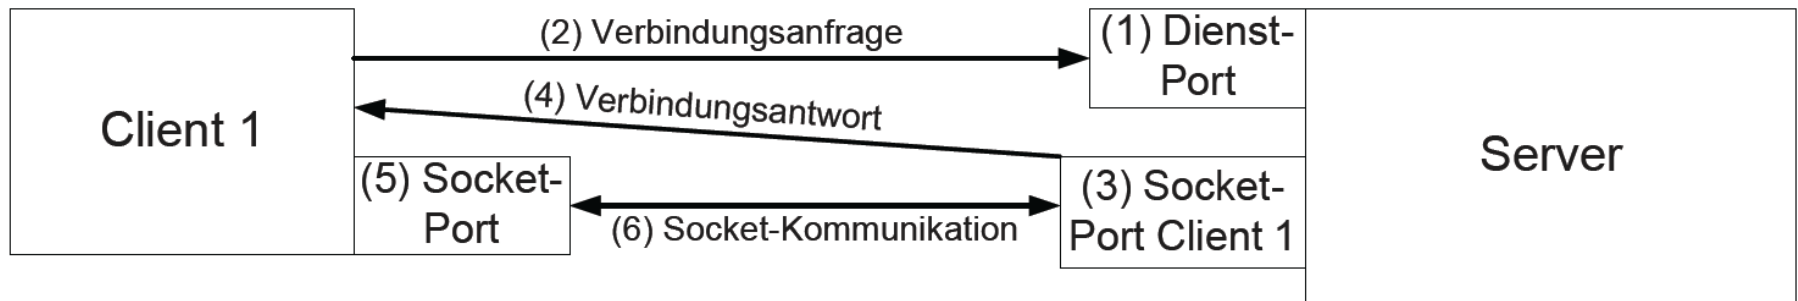 (2) Verbindungsanfrage
(1) Dienst-
Port
(4) Verbindungsantwort
Client 1
Server
(5) Socket-
Port
(3) Socket-
Port Client 1
(6) Socket-Kommunikation